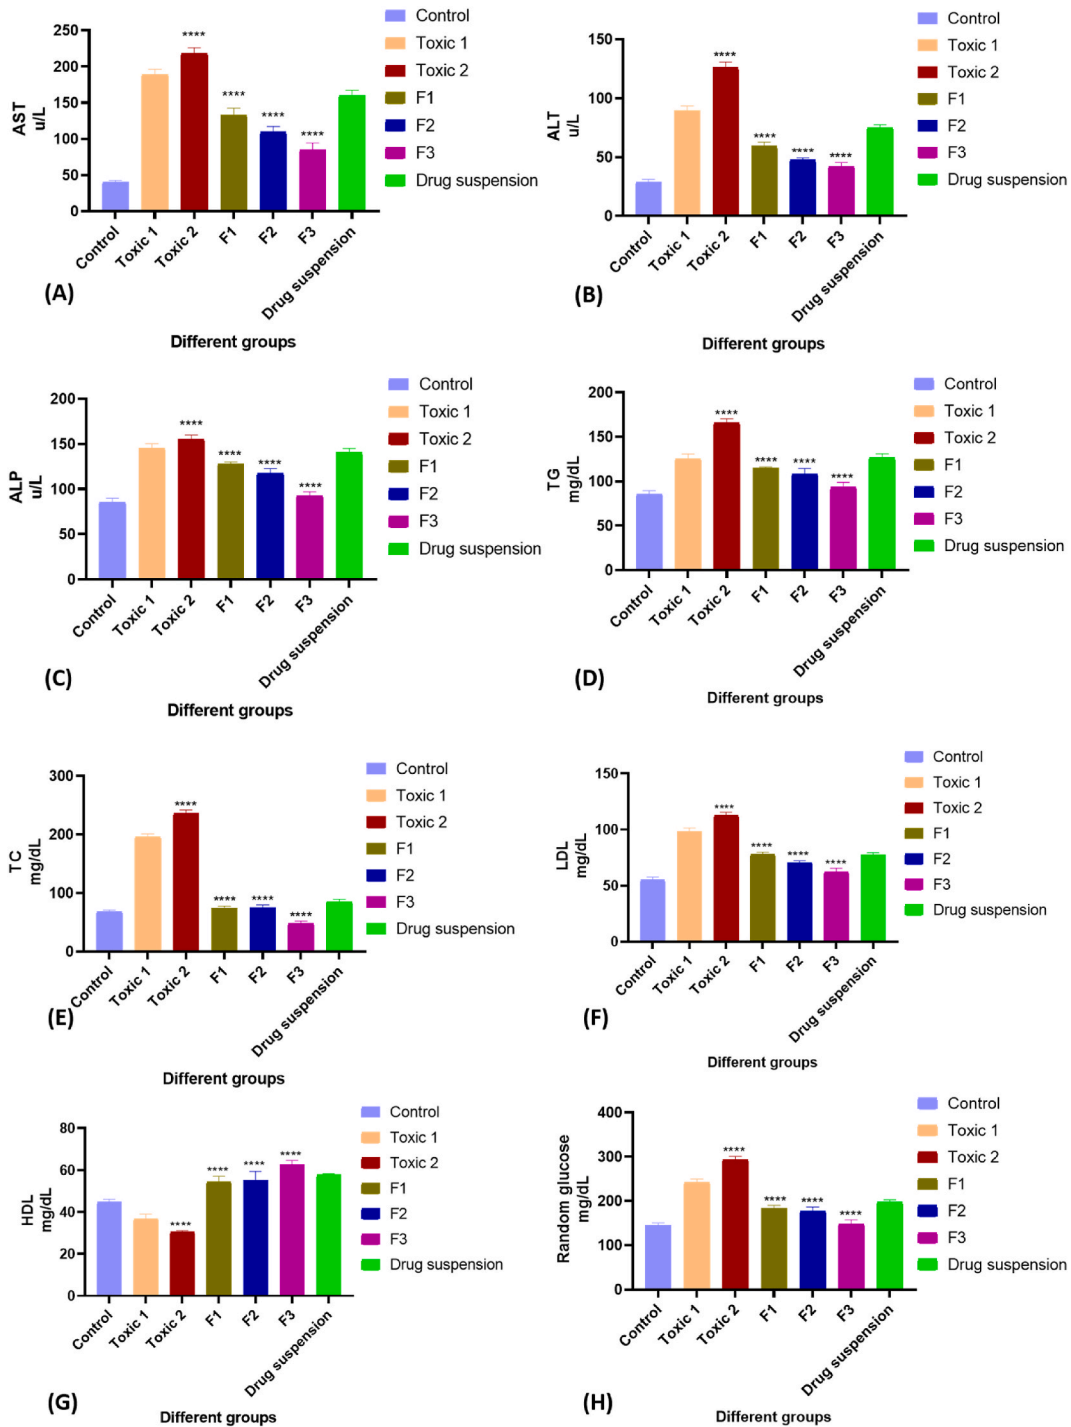 AST
u/L
250
200
150
100
50
0
****
****
****
****
Control
Toxic 1
Toxic 2
F1
F2
F3
Drug suspension
Different groups
(A)
Control
Toxic 1
Toxic 2
F1
F2
F3
Drug suspension
ALT
u/L
150
100
50
0
****
****
****
****
Control
Toxic 1
Toxic 2
F1
F2
F3
Drug suspension
Different groups
(B)
Control
Toxic 1
Toxic 2
F1
F2
F3
Drug suspension
ALP
u/L
200
150
100
50
0
****
****
****
****
Control
Toxic 1
Toxic 2
F1
F2
F3
Drug suspension
Different groups
(C)
Control
Toxic 1
Toxic 2
F1
F2
F3
Drug suspension
TG
mg/dL
200
150
100
50
0
****
****
****
****
Control
Toxic 1
Toxic 2
F1
F2
F3
Drug suspension
Different groups
(D)
Control
Toxic 1
Toxic 2
F1
F2
F3
Drug suspension
TC
mg/dL
300
200
100
0
****
****
****
****
Control
Toxic 1
Toxic 2
F1
F2
F3
Drug suspension
Different groups
(E)
Control
Toxic 1
Toxic 2
F1
F2
F3
Drug suspension
LDL
mg/dL
150
100
50
0
****
****
****
****
Control
Toxic 1
Toxic 2
F1
F2
F3
Drug suspension
Different groups
(F)
Control
Toxic 1
Toxic 2
F1
F2
F3
Drug suspension
HDL
mg/dL
80
60
40
20
0
****
****
****
****
Control
Toxic 1
Toxic 2
F1
F2
F3
Drug suspension
Different groups
(G)
Control
Toxic 1
Toxic 2
F1
F2
F3
Drug suspension
Random glucose
mg/dL
400
300
200
100
0
****
****
****
****
Control
Toxic 1
Toxic 2
F1
F2
F3
Drug suspension
Different groups
(H)
Control
Toxic 1
Toxic 2
F1
F2
F3
Drug suspension